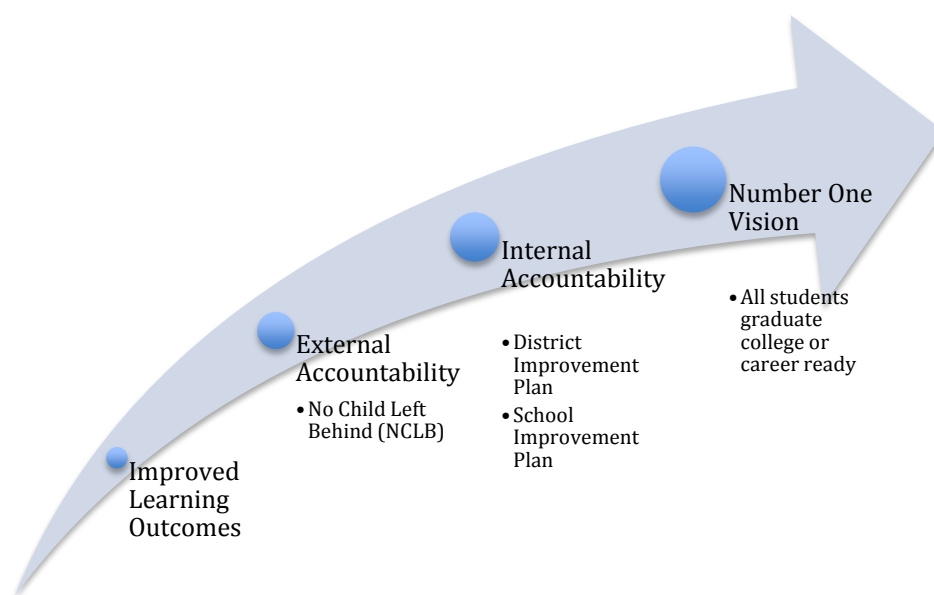 Improved
Learning
Outcomes
External
Accountability
•No Child Left
Behind (NCLB)
Internal
Accountability
•District
Improvement
Plan
•School
Improvement
Plan
Number One
Vision
•All students
graduate
college or
career ready